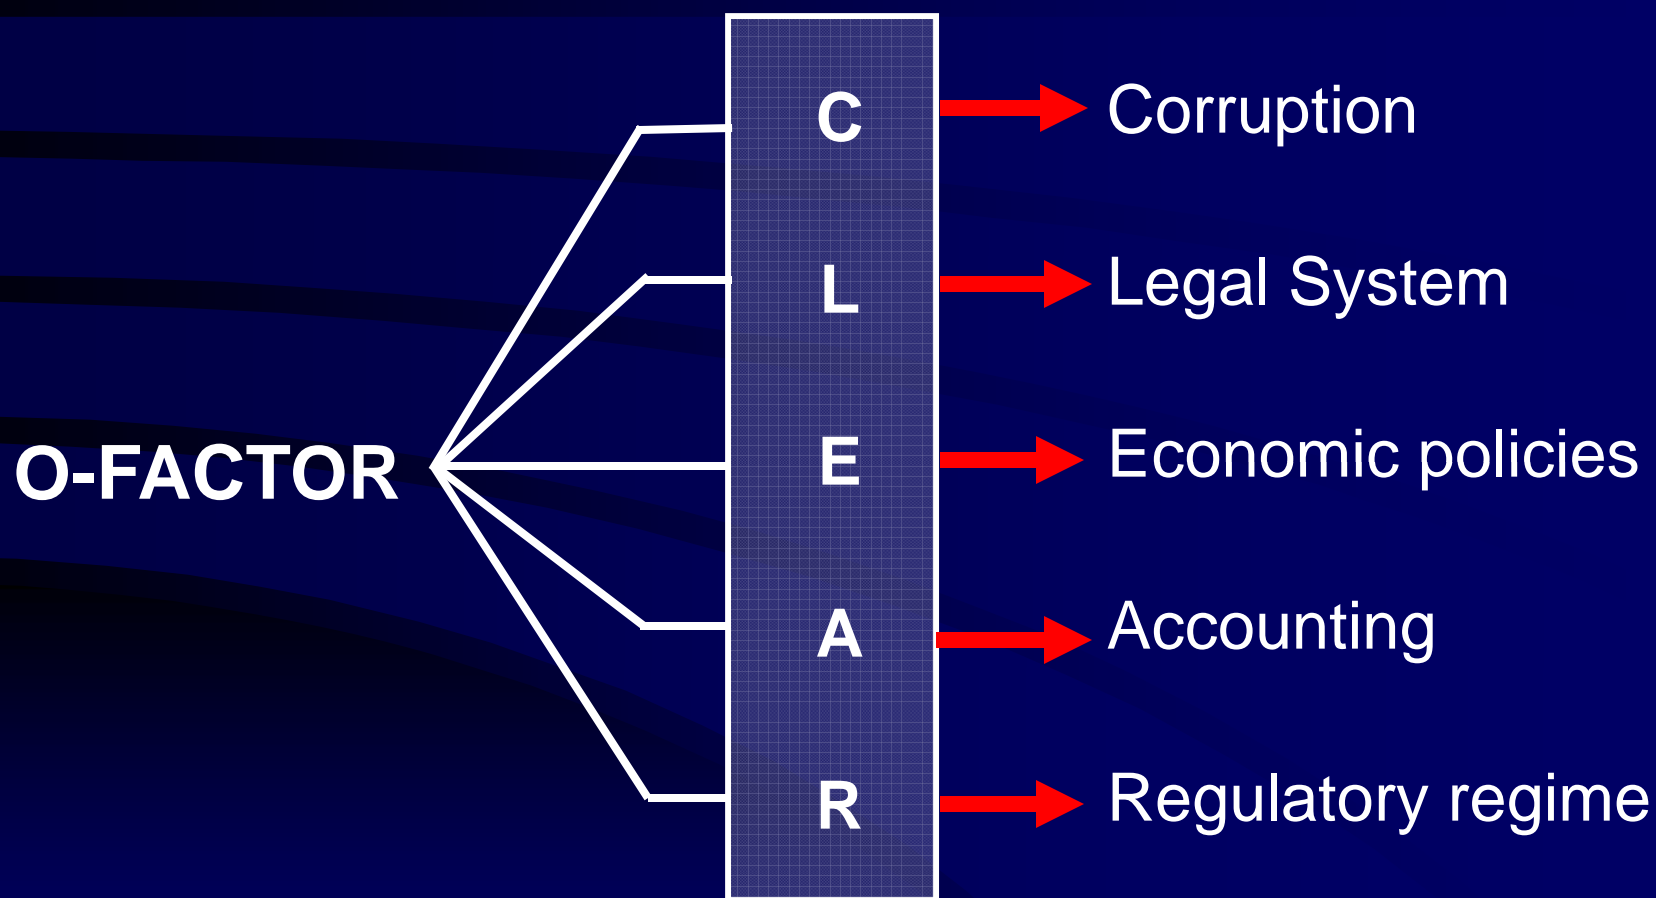 C Corruption
L Legal System
E Economic policies
O-FACTOR
A Accounting
R Regulatory regime